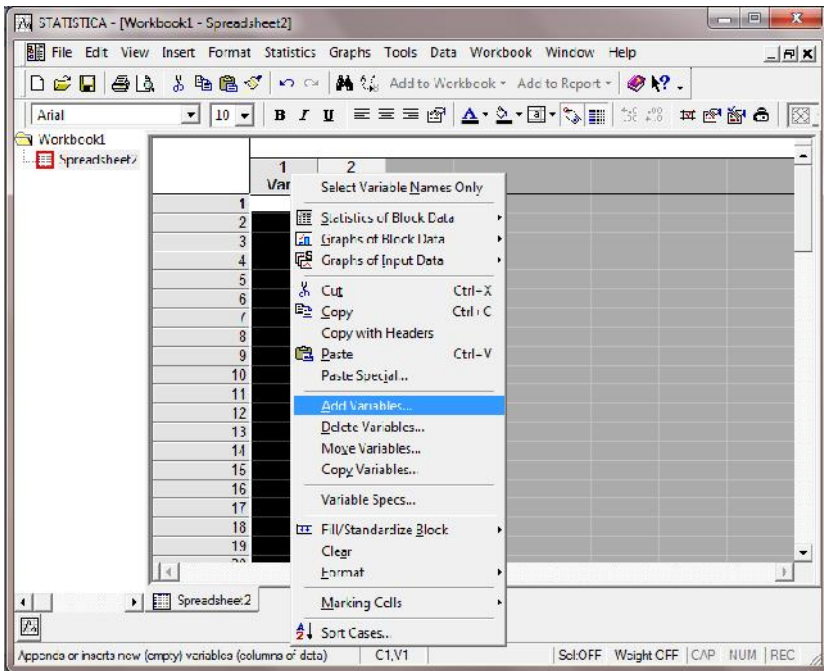 STATISTICA - [Workbook1 - Spreadsheet2]
File Edit View Insert Format Statistics Graphs Tools Data Workbook Window Help
Add to Workbook Add to Report
Arial 10 B I U
Workbook1
Spreadsheet2
1 2
Var
1
2
3
4
5
6
7
8
9
10
11
12
13
14
15
16
17
18
19
20
Select Variable Names Only
Statistics of Block Data
Graphs of Block Data
Graphs of Input Data
Cut Ctrl+X
Copy Ctrl+C
Copy with Headers
Paste Ctrl+V
Paste Special...
Add Variables...
Delete Variables...
Move Variables...
Copy Variables...
Variable Specs...
Fill/Standardize Block
Clear
Format
Marking Cells
Sort Cases...
Spreadsheet2
Appends or inserts new (empty) variables (columns of data) C1,V1 Sel:OFF Weight:OFF CAP NUM REC